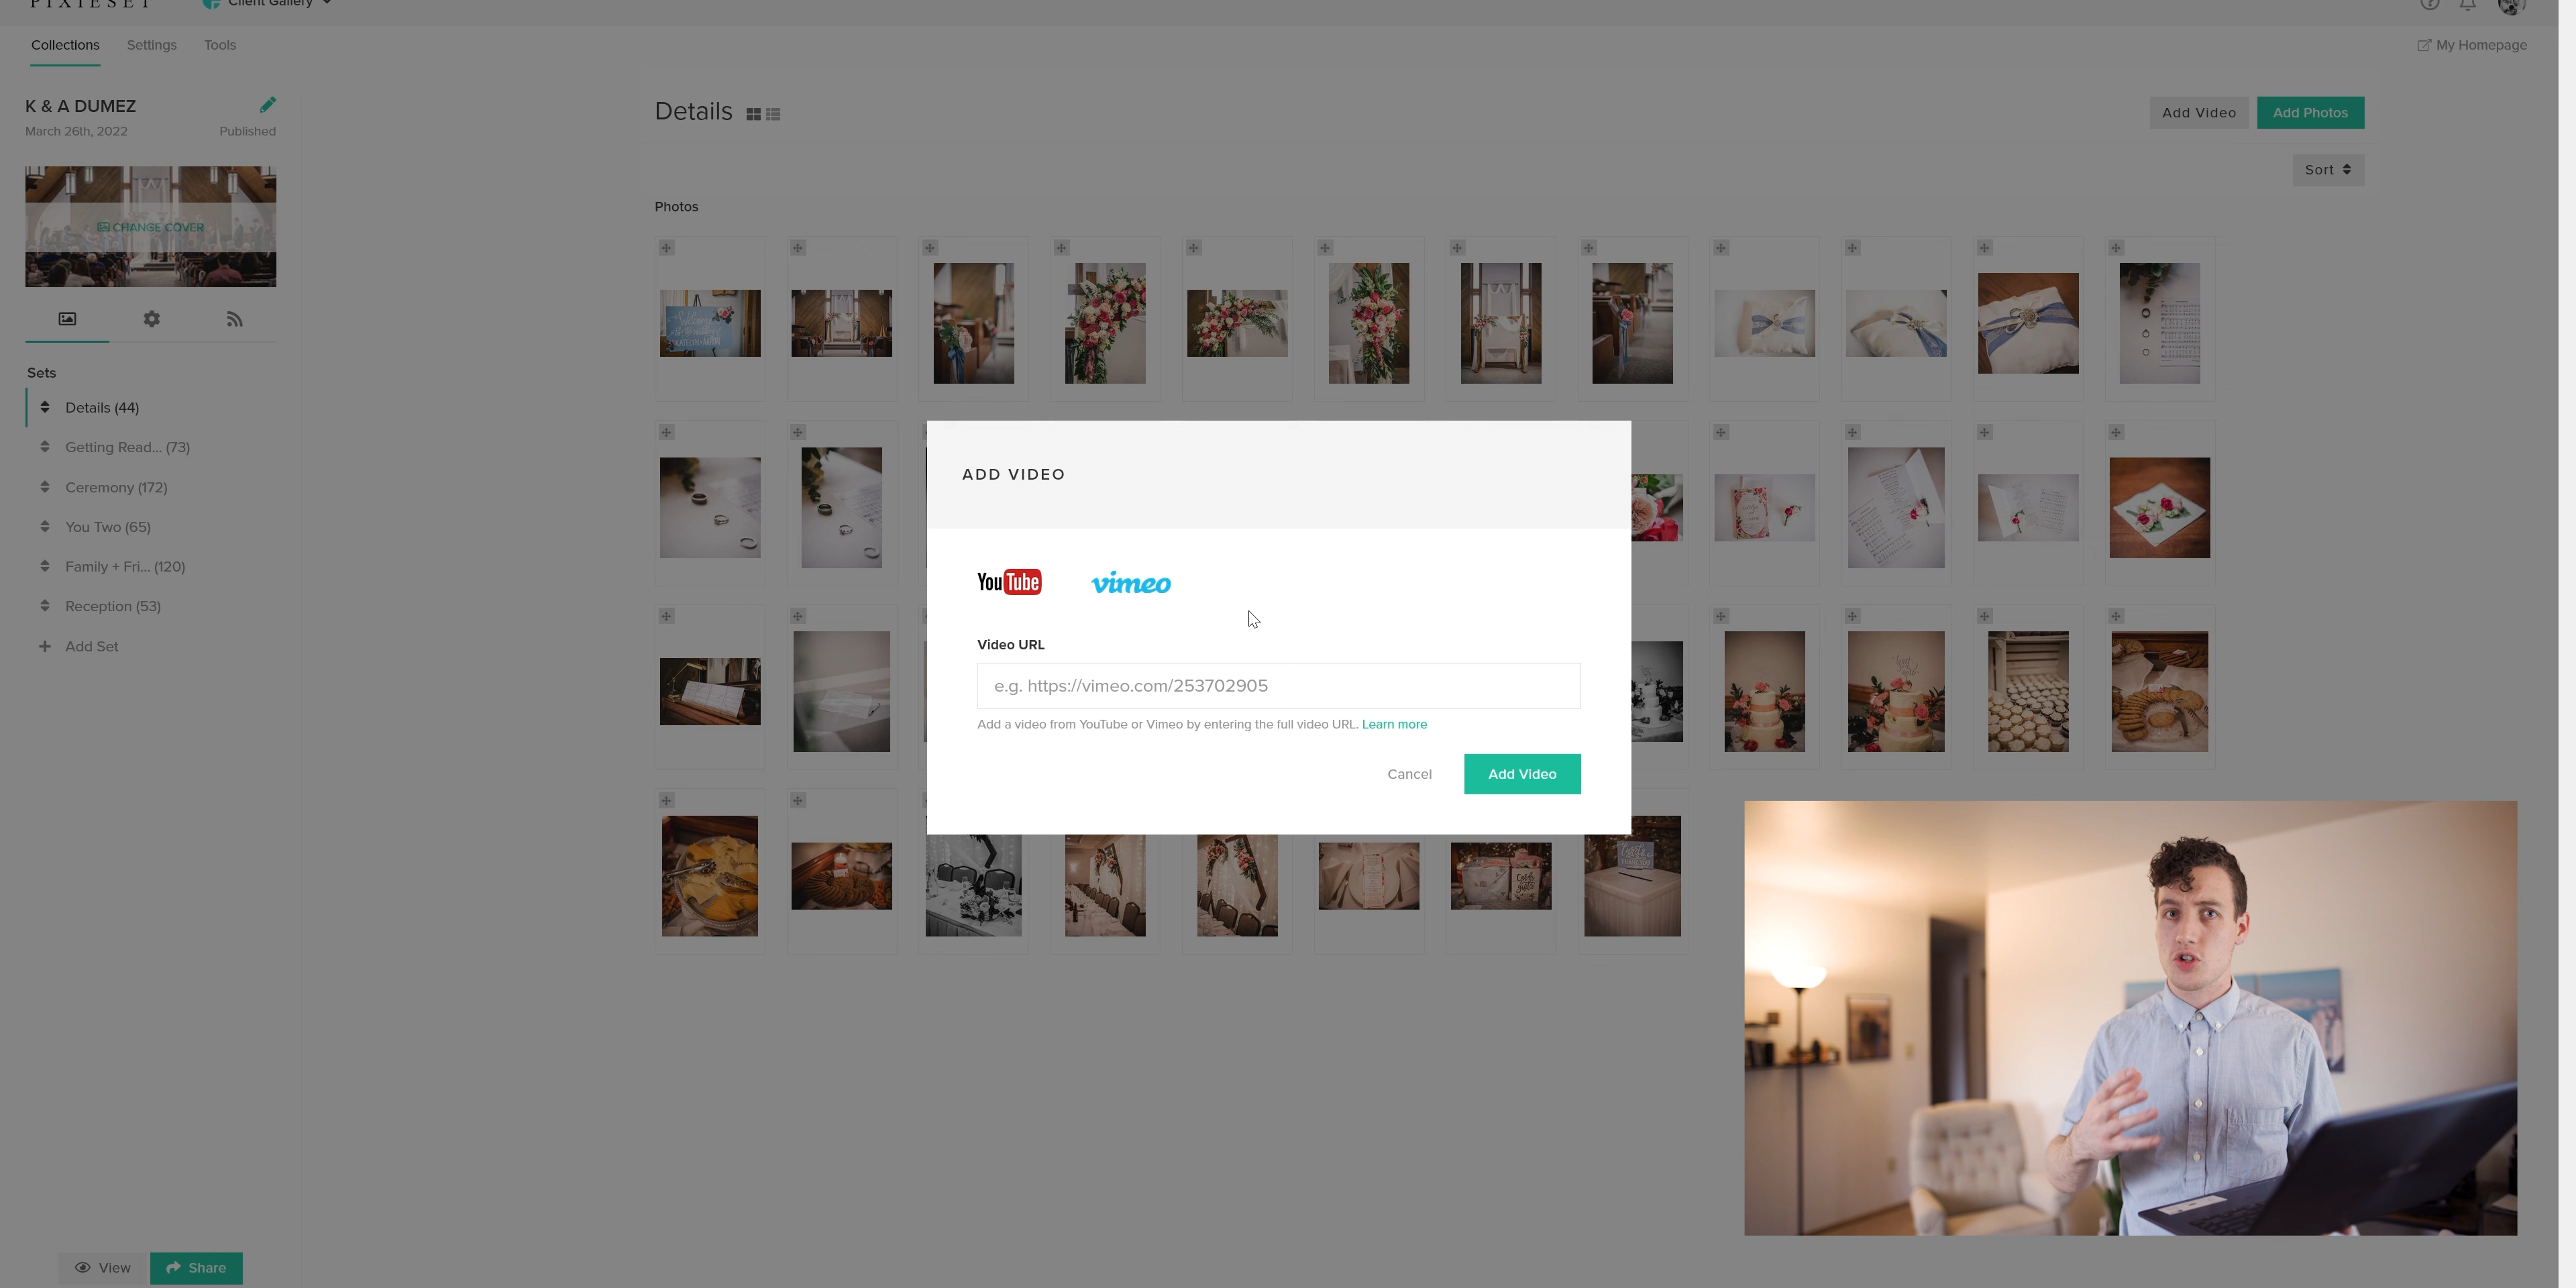 PIXIESET
Client Gallery
Collections Settings Tools
My Homepage
K & A DUMEZ
March 26th, 2022 Published
CHANGE COVER
Sets
Details (44)
Getting Read... (73)
Ceremony (172)
You Two (65)
Family + Fri... (120)
Reception (53)
Add Set
View Share
Details
Add Video Add Photos
Sort
Photos
ADD VIDEO
YouTube vimeo
Video URL
e.g. https://vimeo.com/253702905
Add a video from YouTube or Vimeo by entering the full video URL. Learn more
Cancel Add Video